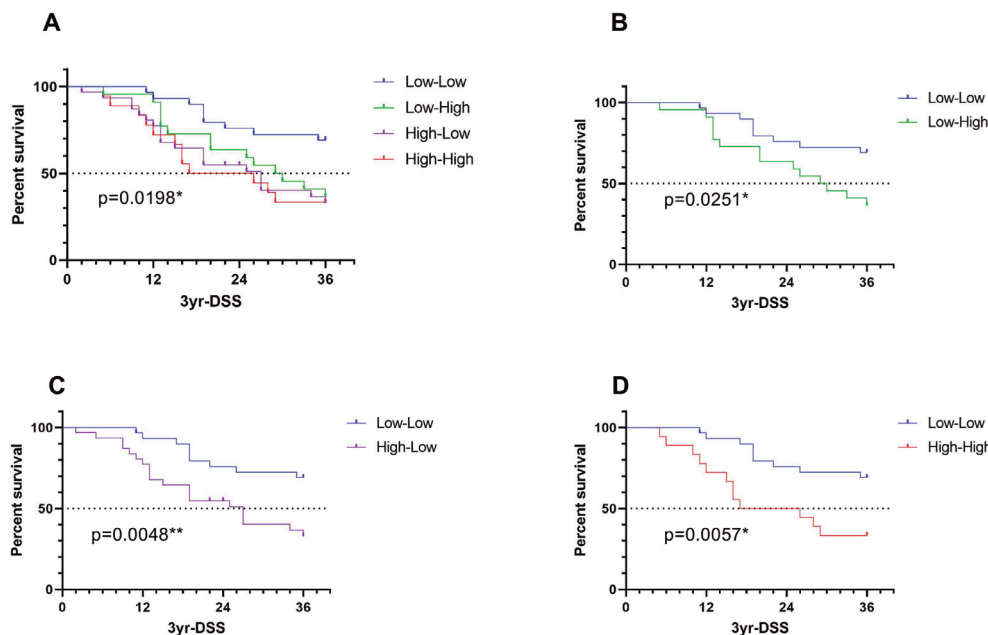 A
Percent survival
100
50
0
p=0.0198*
0
12
24
36
3yr-DSS
Low-Low
Low-High
High-Low
High-High
B
Percent survival
100
50
0
p=0.0251*
0
12
24
36
3yr-DSS
Low-Low
Low-High
C
Percent survival
100
50
0
p=0.0048**
0
12
24
36
3yr-DSS
Low-Low
High-Low
D
Percent survival
100
50
0
p=0.0057*
0
12
24
36
3yr-DSS
Low-Low
High-High